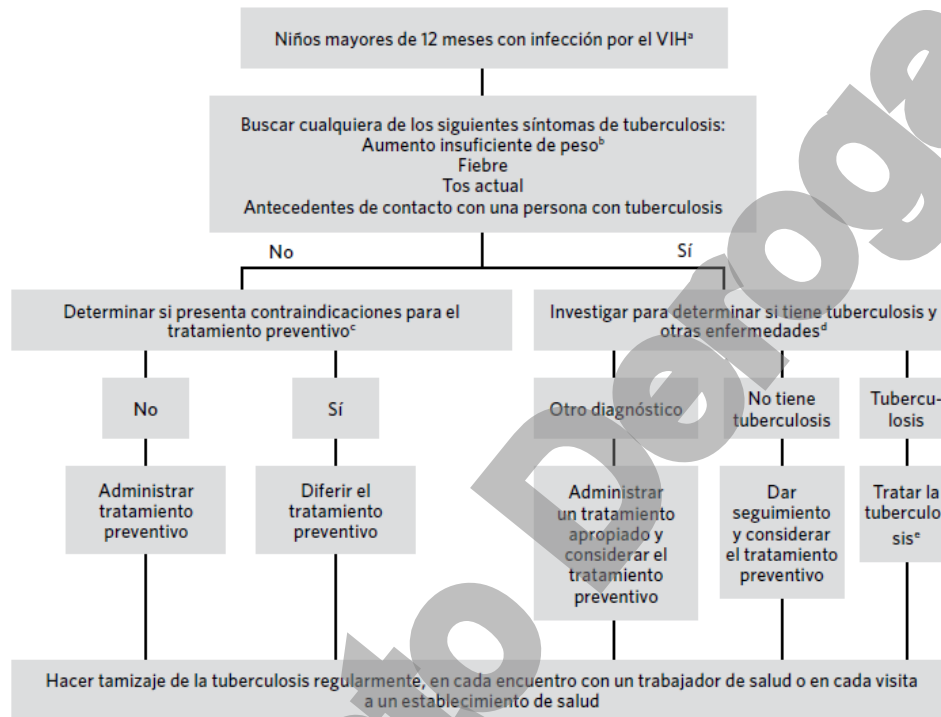 Niños mayores de 12 meses con infección por el VIHᵃ
Buscar cualquiera de los siguientes síntomas de tuberculosis:
Aumento insuficiente de pesoᵇ
Fiebre
Tos actual
Antecedentes de contacto con una persona con tuberculosis
No
Sí
Determinar si presenta contraindicaciones para el
tratamiento preventivoᶜ
Investigar para determinar si tiene tuberculosis y
otras enfermedadesᵈ
No
Sí
Otro diagnóstico
No tiene
tuberculosis
Tubercu-
losis
Administrar
tratamiento
preventivo
Diferir el
tratamiento
preventivo
Administrar
un tratamiento
apropiado y
considerar el
tratamiento
preventivo
Dar
seguimiento
y considerar
el tratamiento
preventivo
Tratar la
tuberculo-
sisᵉ
Hacer tamizaje de la tuberculosis regularmente, en cada encuentro con un trabajador de salud o en cada visita
a un establecimiento de salud
to Deroga